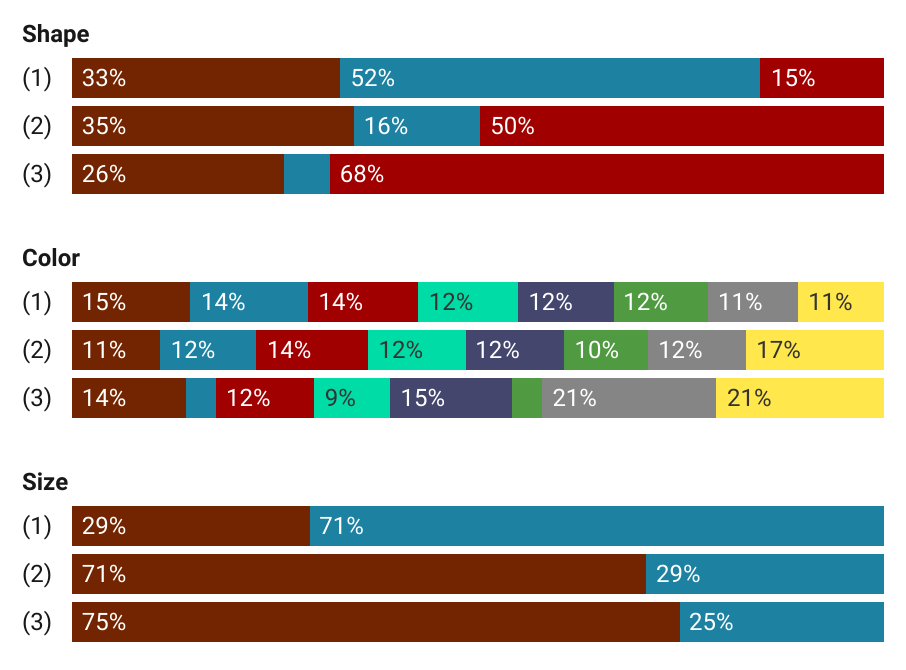 Shape
(1) 33% 52% 15%
(2) 35% 16% 50%
(3) 26% 68%
Color
(1) 15% 14% 14% 12% 12% 12% 11% 11%
(2) 11% 12% 14% 12% 12% 10% 12% 17%
(3) 14% 12% 9% 15% 21% 21%
Size
(1) 29% 71%
(2) 71% 29%
(3) 75% 25%